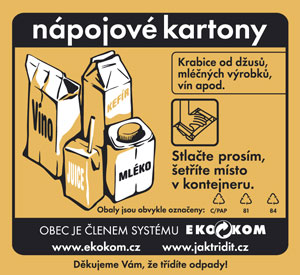 nápojové kartony
Krabice od džusů,
mléčných výrobků,
vín apod.
KEFÍR
Víno
JUICE
MLÉKO
Stlačte prosím,
šetříte místo
v kontejneru.
Obaly jsou obvykle označeny:
C/PAP 81 84
OBEC JE ČLENEM SYSTÉMU EKOKOM
www.ekokom.cz www.jaktridit.cz
Děkujeme Vám, že třídíte odpady!